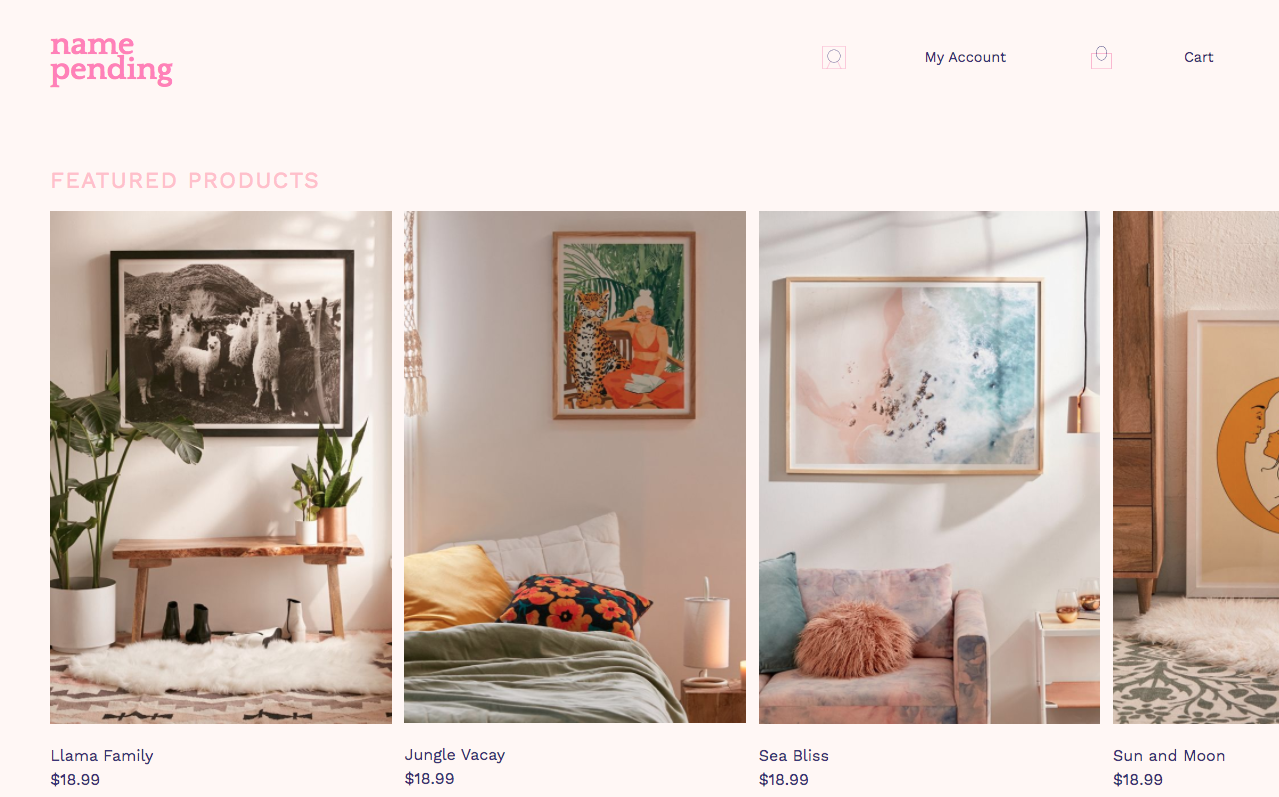 name
pending
My Account
Cart
FEATURED PRODUCTS
Llama Family
$18.99
Jungle Vacay
$18.99
Sea Bliss
$18.99
Sun and Moon
$18.99